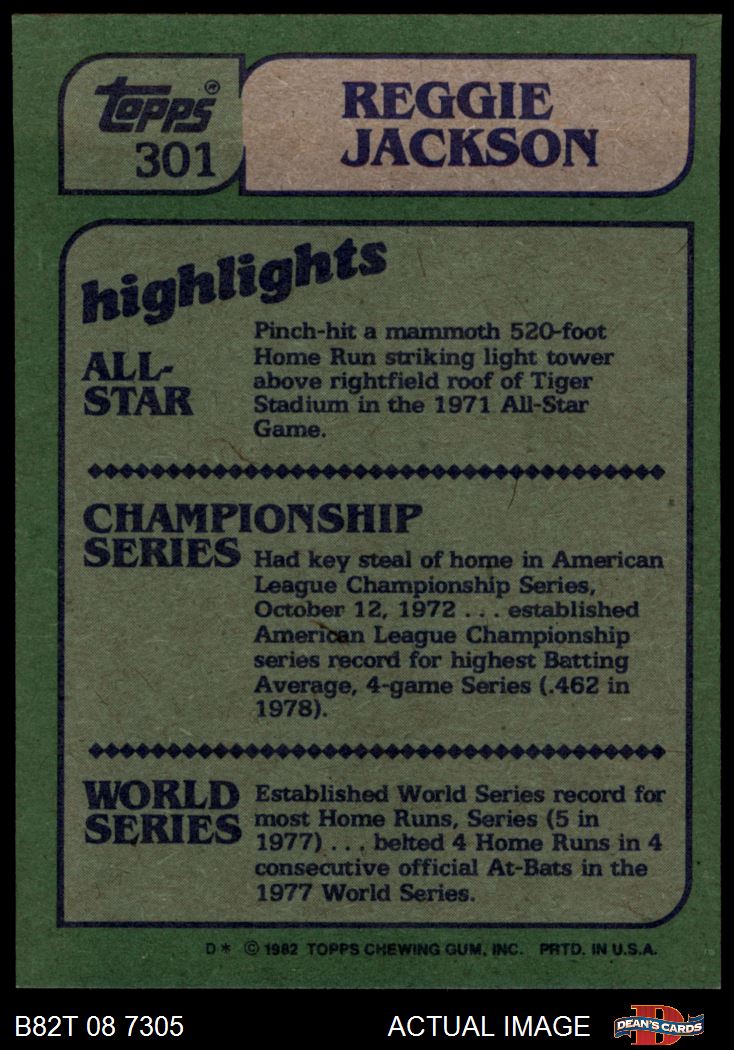 topps®
301
REGGIE
JACKSON
highlights
ALL-
STAR
Pinch-hit a mammoth 520-foot
Home Run striking light tower
above rightfield roof of Tiger
Stadium in the 1971 All-Star
Game.
CHAMPIONSHIP
SERIES
Had key steal of home in American
League Championship Series,
October 12, 1972 . . . established
American League Championship
series record for highest Batting
Average, 4-game Series (.462 in
1978).
WORLD
SERIES
Established World Series record for
most Home Runs, Series (5 in
1977) . . . belted 4 Home Runs in 4
consecutive official At-Bats in the
1977 World Series.
D* © 1982 TOPPS CHEWING GUM, INC. PRTD. IN U.S.A.
B82T 08 7305
ACTUAL IMAGE
D
DEAN'S CARDS